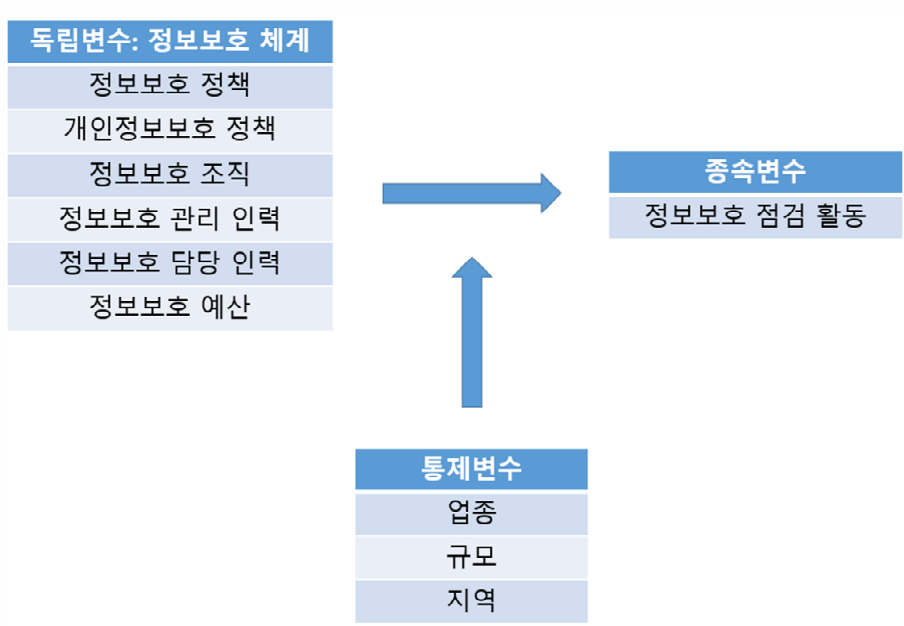 독립변수: 정보보호 체계
정보보호 정책
개인정보보호 정책
정보보호 조직
정보보호 관리 인력
정보보호 담당 인력
정보보호 예산
종속변수
정보보호 점검 활동
통제변수
업종
규모
지역